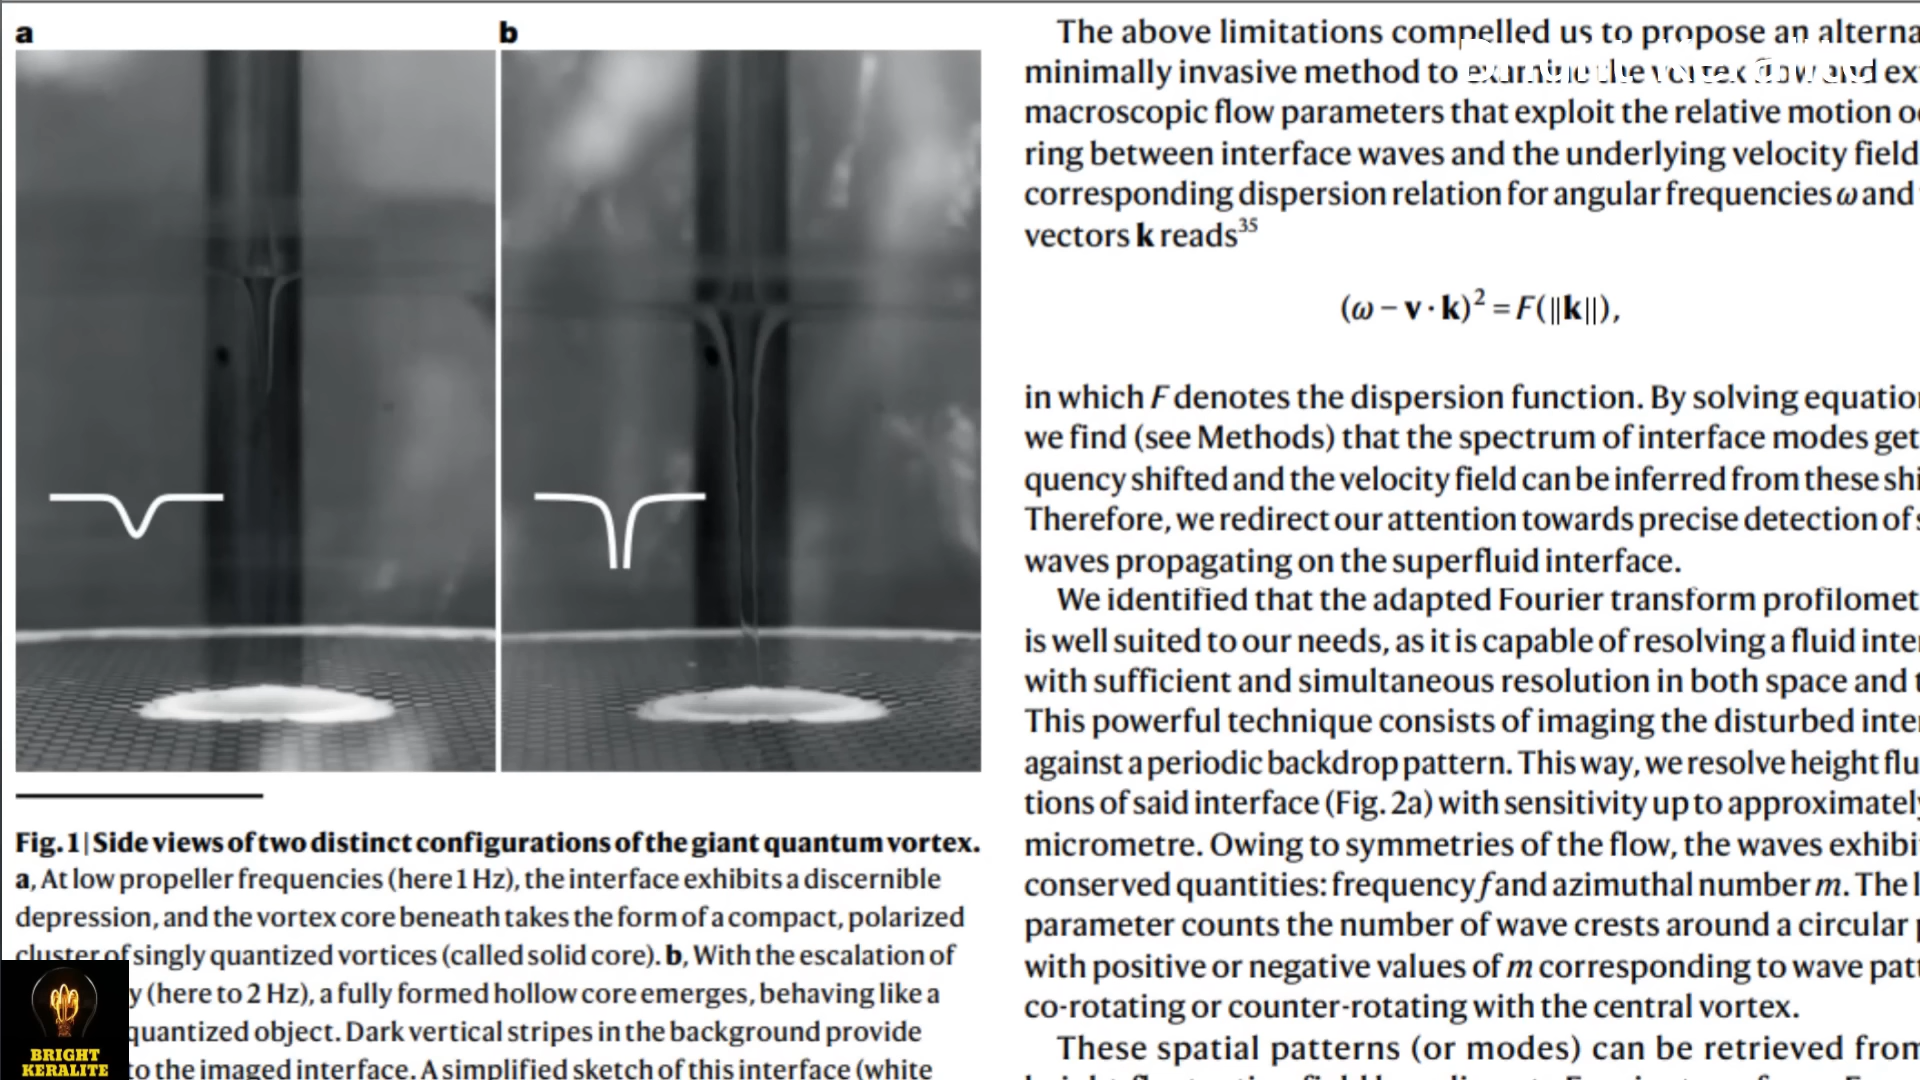 a
b
Fig. 1 | Side views of two distinct configurations of the giant quantum vortex.
a, At low propeller frequencies (here 1 Hz), the interface exhibits a discernible
depression, and the vortex core beneath takes the form of a compact, polarized
cluster of singly quantized vortices (called solid core). b, With the escalation of
y (here to 2 Hz), a fully formed hollow core emerges, behaving like a
quantized object. Dark vertical stripes in the background provide
to the imaged interface. A simplified sketch of this interface (white
BRIGHT
KERALITE
The above limitations compelled us to propose an alterna
minimally invasive method to examine the vortex flow and ex
macroscopic flow parameters that exploit the relative motion oc
ring between interface waves and the underlying velocity field
corresponding dispersion relation for angular frequencies ω and
vectors k reads³⁵
(ω − v · k)² = F(‖k‖),
in which F denotes the dispersion function. By solving equatio
we find (see Methods) that the spectrum of interface modes get
quency shifted and the velocity field can be inferred from these shi
Therefore, we redirect our attention towards precise detection of s
waves propagating on the superfluid interface.
We identified that the adapted Fourier transform profilomet
is well suited to our needs, as it is capable of resolving a fluid inte
with sufficient and simultaneous resolution in both space and t
This powerful technique consists of imaging the disturbed inte
against a periodic backdrop pattern. This way, we resolve height flu
tions of said interface (Fig. 2a) with sensitivity up to approximately
micrometre. Owing to symmetries of the flow, the waves exhibi
conserved quantities: frequency f and azimuthal number m. The l
parameter counts the number of wave crests around a circular p
with positive or negative values of m corresponding to wave patt
co-rotating or counter-rotating with the central vortex.
These spatial patterns (or modes) can be retrieved from